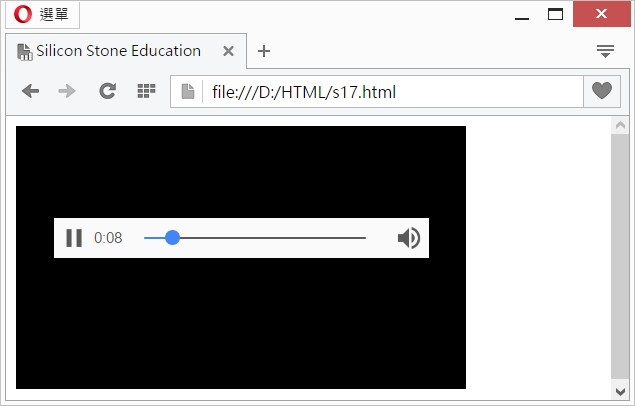 選單
Silicon Stone Education
file:///D:/HTML/s17.html
0:08